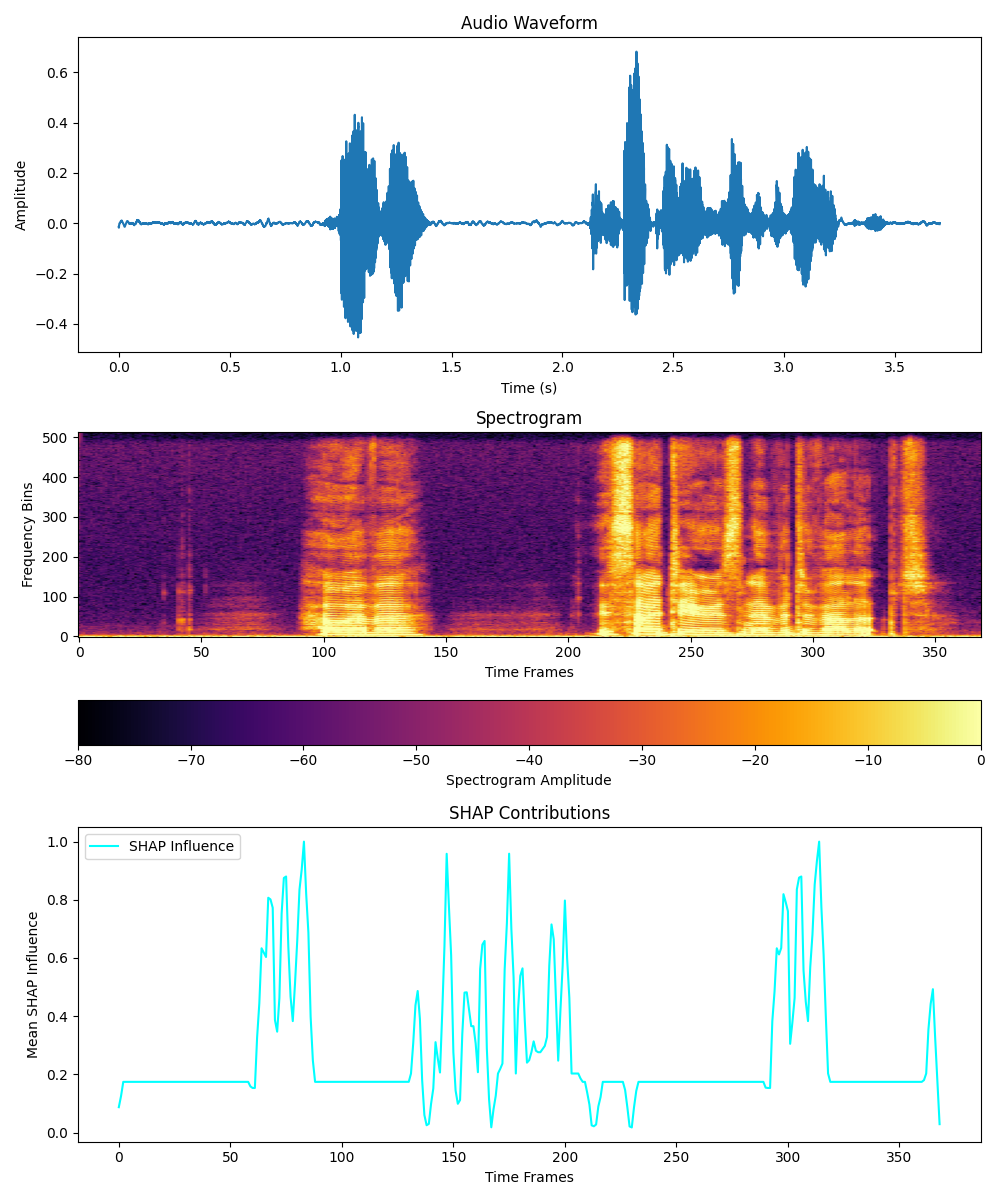 Audio Waveform
0.6
0.4
0.2
0.0
−0.2
−0.4
Amplitude
0.0 0.5 1.0 1.5 2.0 2.5 3.0 3.5
Time (s)
Spectrogram
500
400
300
200
100
0
Frequency Bins
0 50 100 150 200 250 300 350
Time Frames
−80 −70 −60 −50 −40 −30 −20 −10 0
Spectrogram Amplitude
SHAP Contributions
SHAP Influence
1.0
0.8
0.6
0.4
0.2
0.0
Mean SHAP Influence
0 50 100 150 200 250 300 350
Time Frames